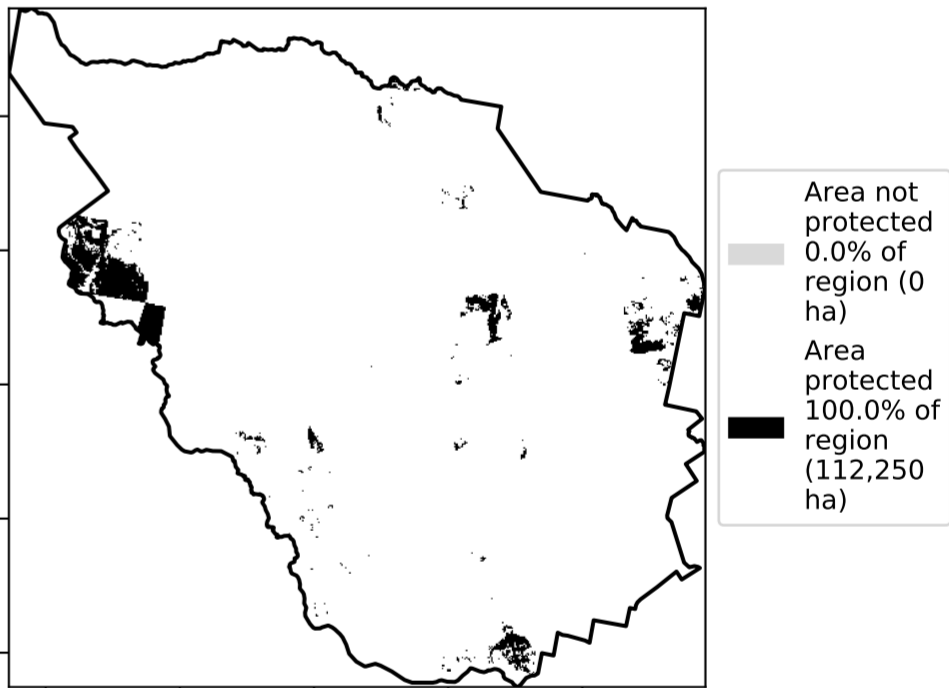 Area not
protected
0.0% of
region (0
ha)
Area
protected
100.0% of
region
(112,250
ha)